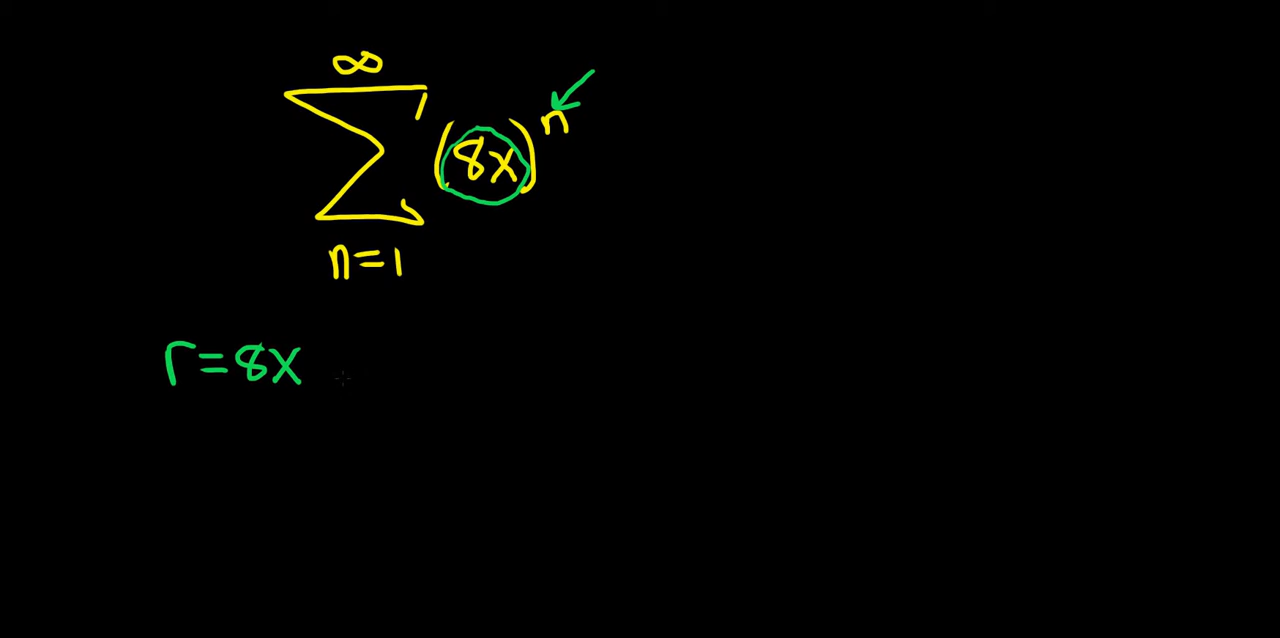 ∞
∑ (8x)^n
n=1
r=8x